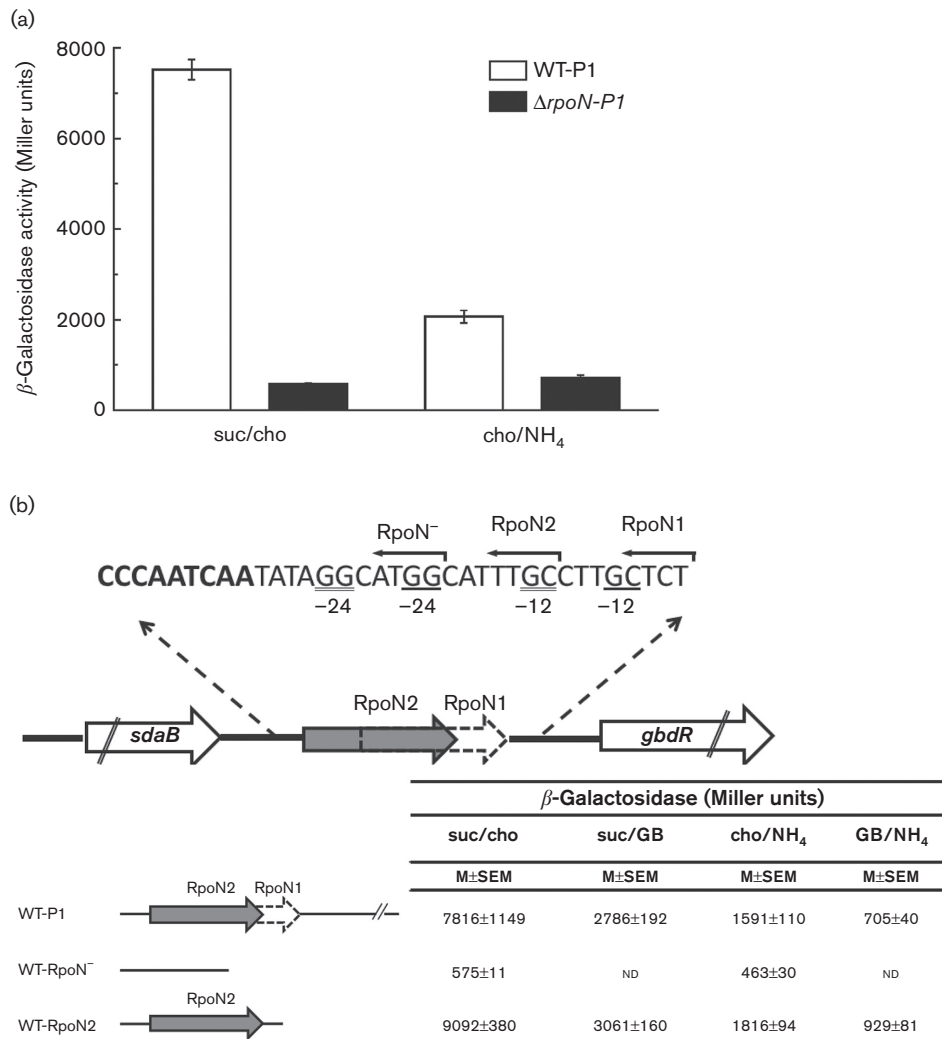 (a)
8000
6000
4000
2000
0
β-Galactosidase activity (Miller units)
WT-P1
ΔrpoN-P1
suc/cho cho/NH4
(b)
RpoN– RpoN2 RpoN1
CCCAATCAATATAGGCATGGCATTTGCCTTGCTCT
–24 –24 –12 –12
RpoN2 RpoN1
sdaB gbdR
β-Galactosidase (Miller units)
suc/cho suc/GB cho/NH4 GB/NH4
M±SEM M±SEM M±SEM M±SEM
RpoN2 RpoN1
WT-P1 7816±1149 2786±192 1591±110 705±40
WT-RpoN– 575±11 ND 463±30 ND
RpoN2
WT-RpoN2 9092±380 3061±160 1816±94 929±81